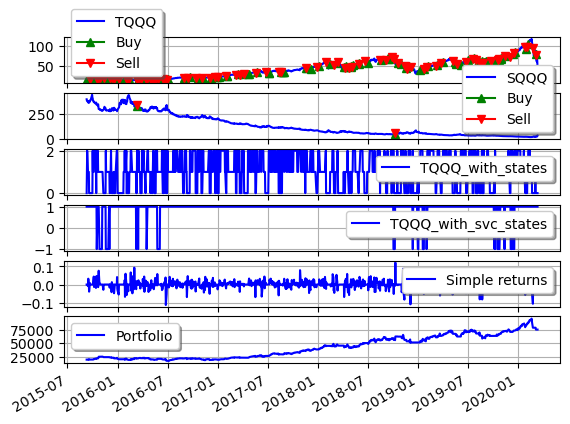 TQQQ
Buy
Sell
100
50
SQQQ
Buy
Sell
250
0
2
0
TQQQ_with_states
1
0
−1
TQQQ_with_svc_states
0.1
0.0
−0.1
Simple returns
75000
50000
25000
Portfolio
2015-07
2016-01
2016-07
2017-01
2017-07
2018-01
2018-07
2019-01
2019-07
2020-01